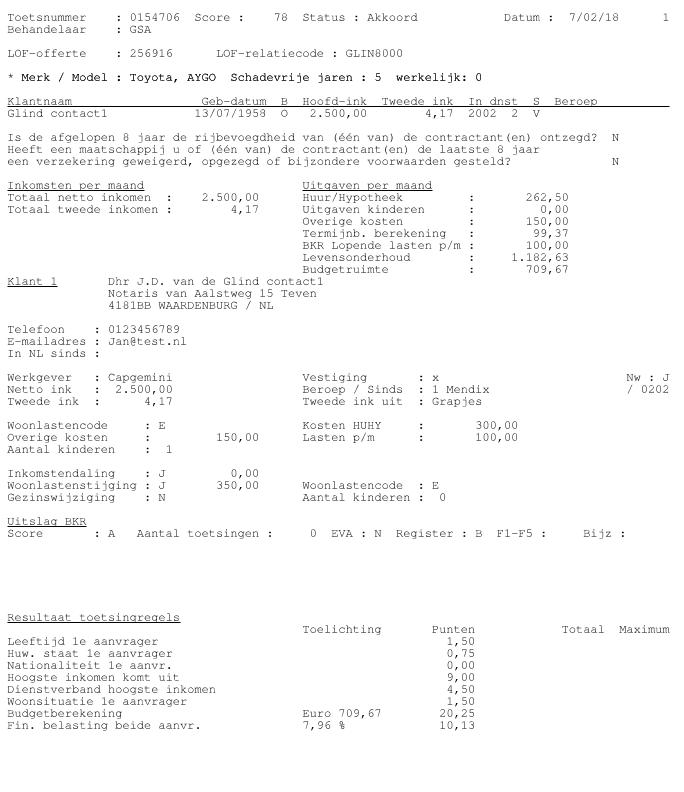 Toetsnummer    : 0154706  Score :    78  Status : Akkoord            Datum :  7/02/18      1
Behandelaar    : GSA
LOF-offerte    : 256916      LOF-relatiecode : GLIN8000
* Merk / Model : Toyota, AYGO  Schadevrije jaren : 5  werkelijk: 0
Klantnaam                  Geb-datum  B  Hoofd-ink  Tweede ink  In dnst  S  Beroep
Glind contact1            13/07/1958  O   2.500,00        4,17  2002  2  V
Is de afgelopen 8 jaar de rijbevoegdheid van (één van) de contractant(en) ontzegd?  N
Heeft een maatschappij u of (één van) de contractant(en) de laatste 8 jaar
een verzekering geweigerd, opgezegd of bijzondere voorwaarden gesteld?              N
Inkomsten per maand                     Uitgaven per maand
Totaal netto inkomen  :    2.500,00     Huur/Hypotheek        :       262,50
Totaal tweede inkomen :        4,17     Uitgaven kinderen     :         0,00
Overige kosten        :       150,00
Termijnb. berekening  :        99,37
BKR Lopende lasten p/m :       100,00
Levensonderhoud       :     1.182,63
Budgetruimte          :       709,67
Klant 1       Dhr J.D. van de Glind contact1
Notaris van Aalstweg 15 Teven
4181BB WAARDENBURG / NL
Telefoon    : 0123456789
E-mailadres : Jan@test.nl
In NL sinds :
Werkgever   : Capgemini                 Vestiging       : x                          Nw : J
Netto ink   :  2.500,00                 Beroep / Sinds  : 1 Mendix                   / 0202
Tweede ink  :      4,17                 Tweede ink uit  : Grapjes
Woonlastencode     : E                  Kosten HUHY     :       300,00
Overige kosten     :         150,00     Lasten p/m      :       100,00
Aantal kinderen    :  1
Inkomstendaling    : J         0,00
Woonlastenstijging : J       350,00     Woonlastencode  : E
Gezinswijziging    : N                  Aantal kinderen :  0
Uitslag BKR
Score       : A   Aantal toetsingen :     0  EVA : N  Register : B  F1-F5 :     Bijz :
Resultaat toetsingregels
Toelichting       Punten            Totaal  Maximum
Leeftijd 1e aanvrager                                       1,50
Huw. staat 1e aanvrager                                     0,75
Nationaliteit 1e aanvr.                                     0,00
Hoogste inkomen komt uit                                    9,00
Dienstverband hoogste inkomen                               4,50
Woonsituatie 1e aanvrager                                   1,50
Budgetberekening                        Euro 709,67        20,25
Fin. belasting beide aanvr.             7,96 %             10,13